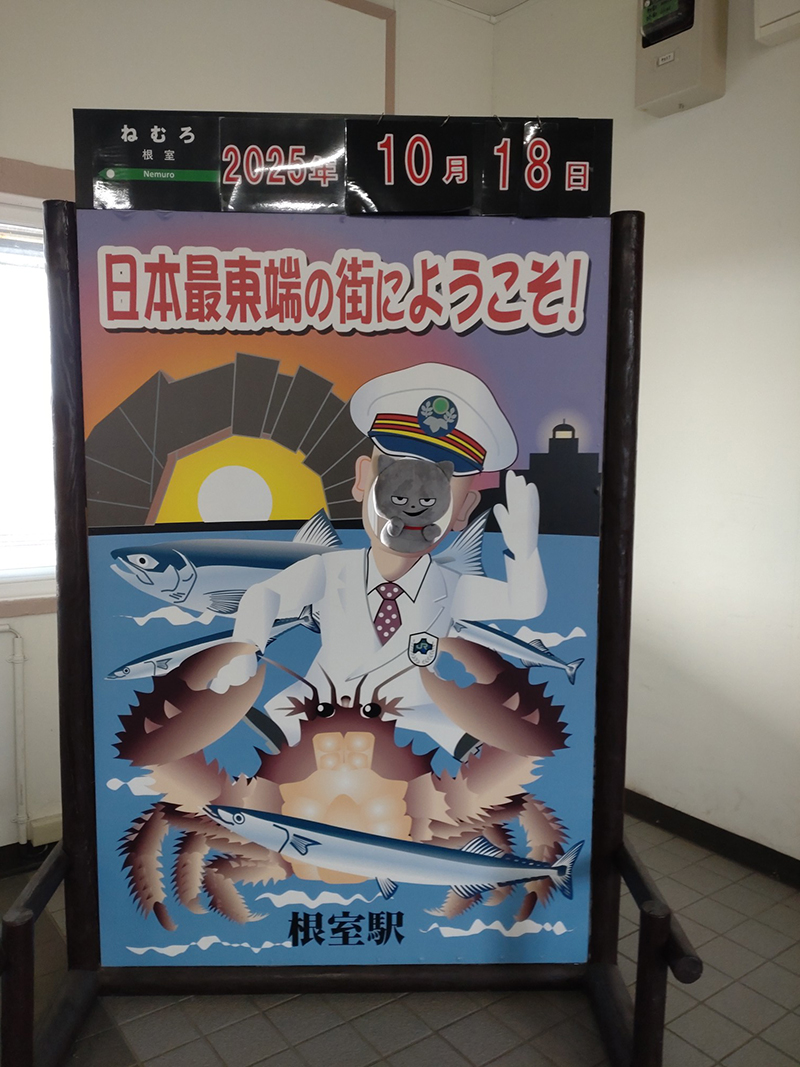 ねむろ
根室
Nemuro
2025年 10月 18日
日本最東端の街にようこそ!
根室駅